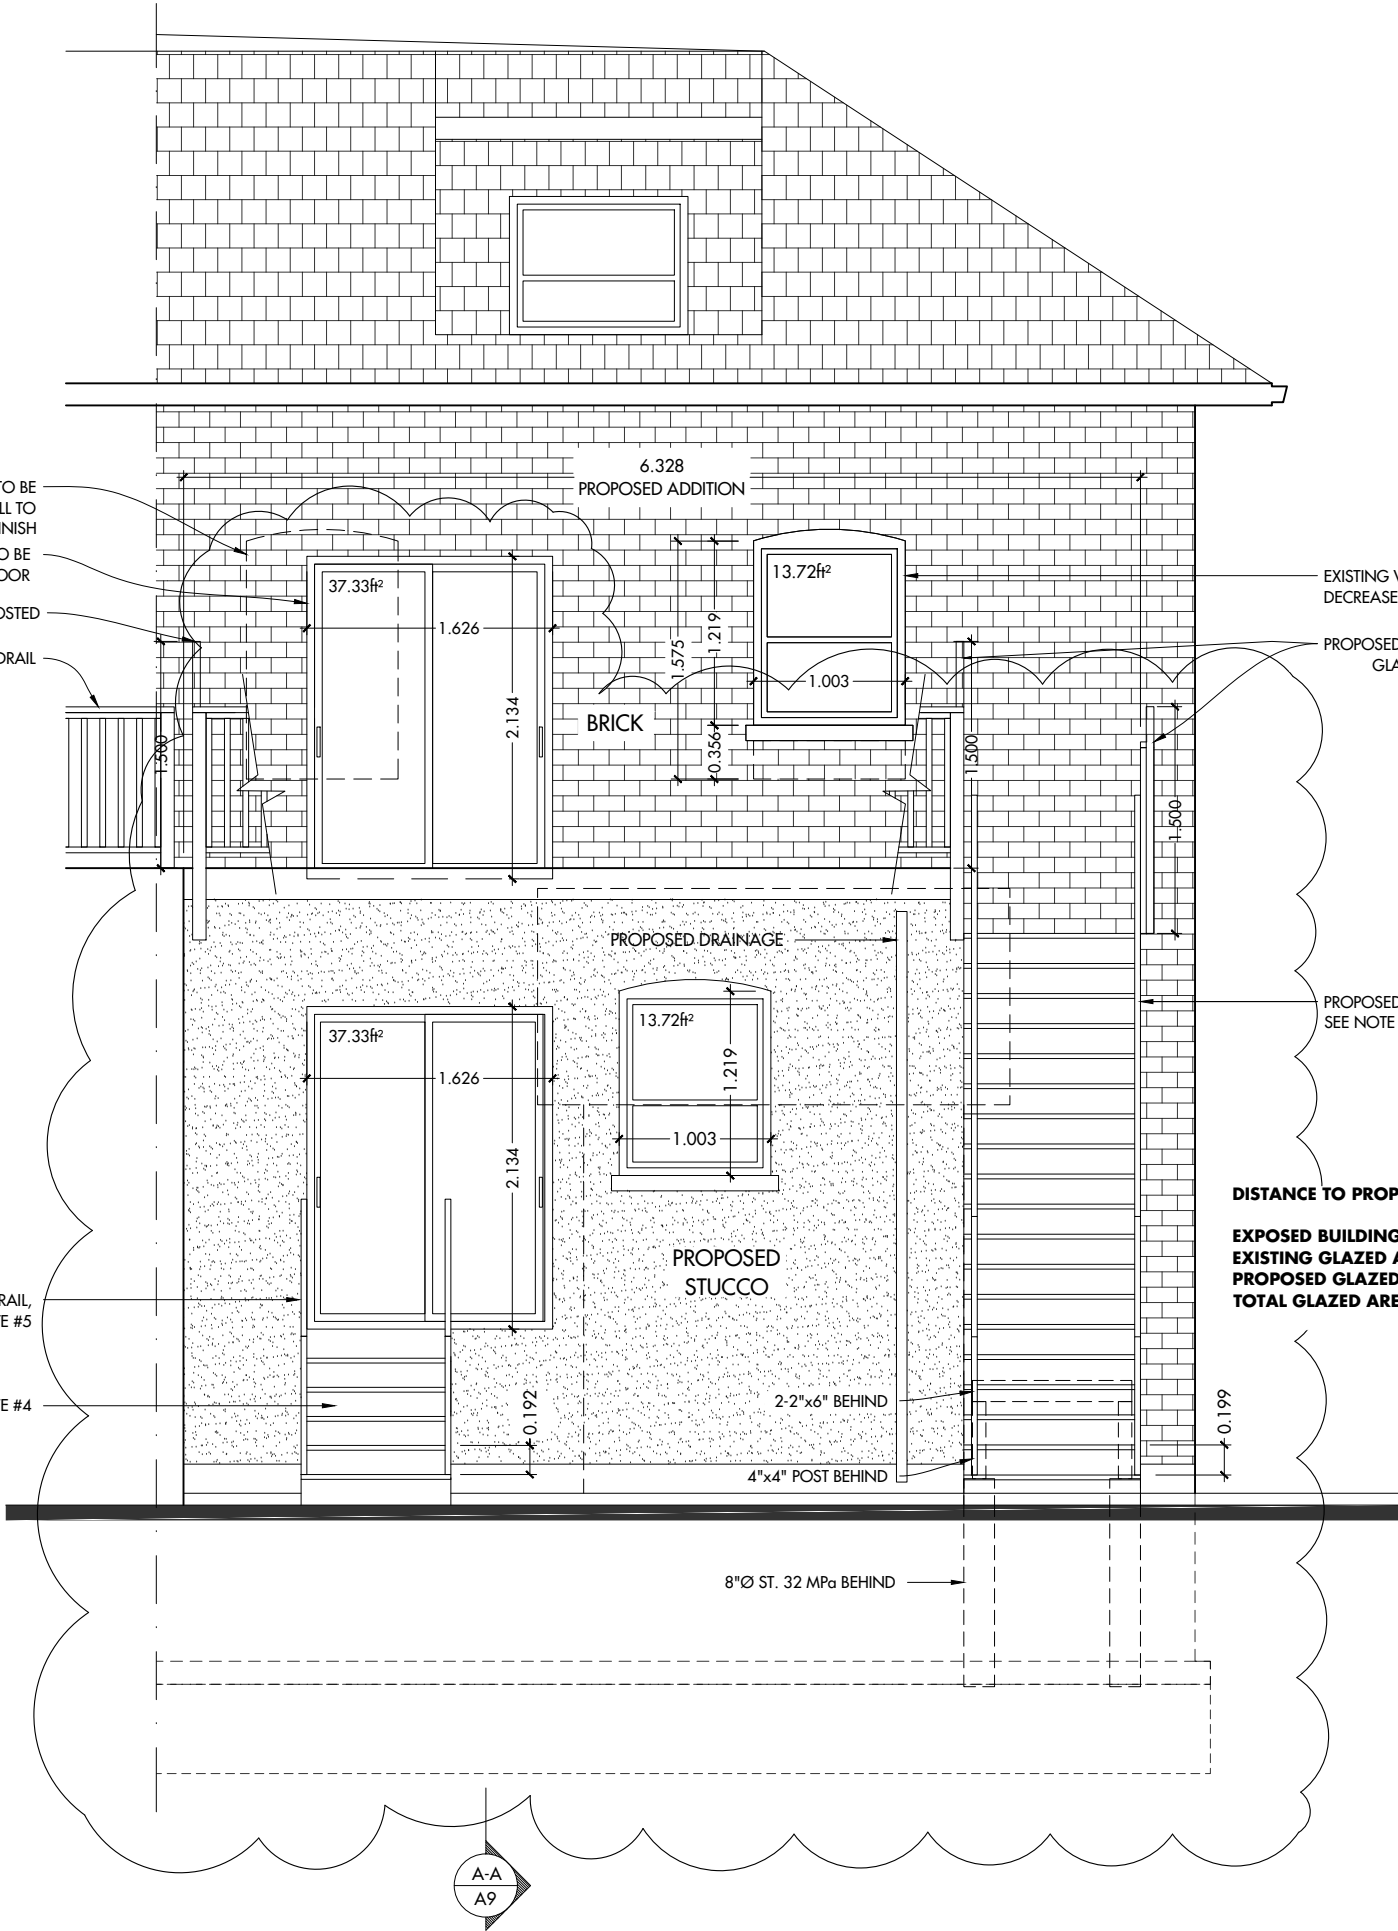 6.328
PROPOSED ADDITION
TO BE
LL TO
INISH
O BE
OOR
OSTED
DRAIL
37.33ft²
1.626
2.134
1.500
BRICK
1.575
1.219
0.356
13.72ft²
1.003
1.500
1.500
EXISTING
DECREASE
PROPOSED
GLA
PROPOSED DRAINAGE
37.33ft²
1.626
2.134
13.72ft²
1.219
1.003
PROPOSED
STUCCO
PROPOSED
SEE NOTE
DISTANCE TO PROP
EXPOSED BUILDING
EXISTING GLAZED A
PROPOSED GLAZED
TOTAL GLAZED ARE
RAIL,
E #5
E #4
0.192
2-2"x6" BEHIND
4"x4" POST BEHIND
0.199
8"Ø ST. 32 MPa BEHIND
A-A
A9